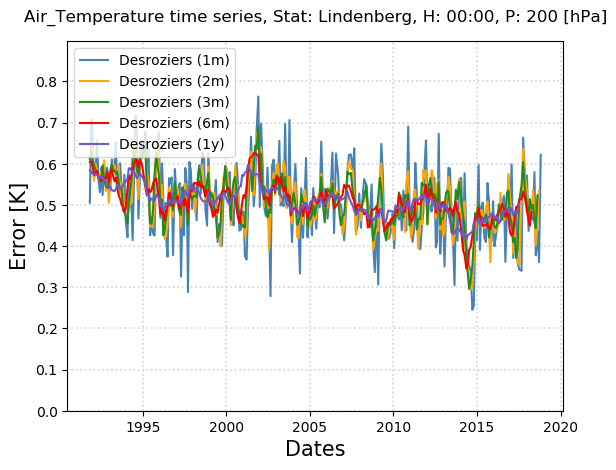 Air_Temperature time series, Stat: Lindenberg, H: 00:00, P: 200 [hPa]
Desroziers (1m)
Desroziers (2m)
Desroziers (3m)
Desroziers (6m)
Desroziers (1y)
Error [K]
0.8
0.7
0.6
0.5
0.4
0.3
0.2
0.1
0.0
1995 2000 2005 2010 2015 2020
Dates